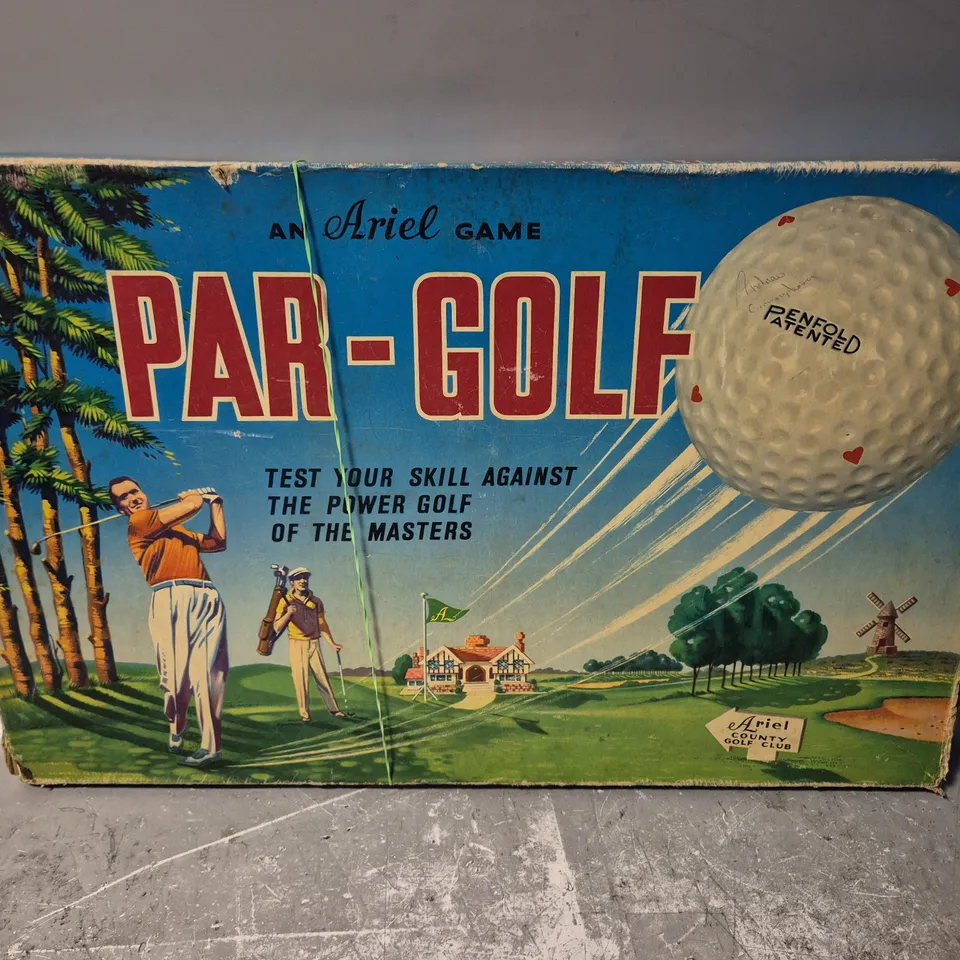 AN Ariel GAME
PAR-GOLF
PENFOLD
PATENTED
TEST YOUR SKILL AGAINST
THE POWER GOLF
OF THE MASTERS
A
Ariel
COUNTY
GOLF CLUB